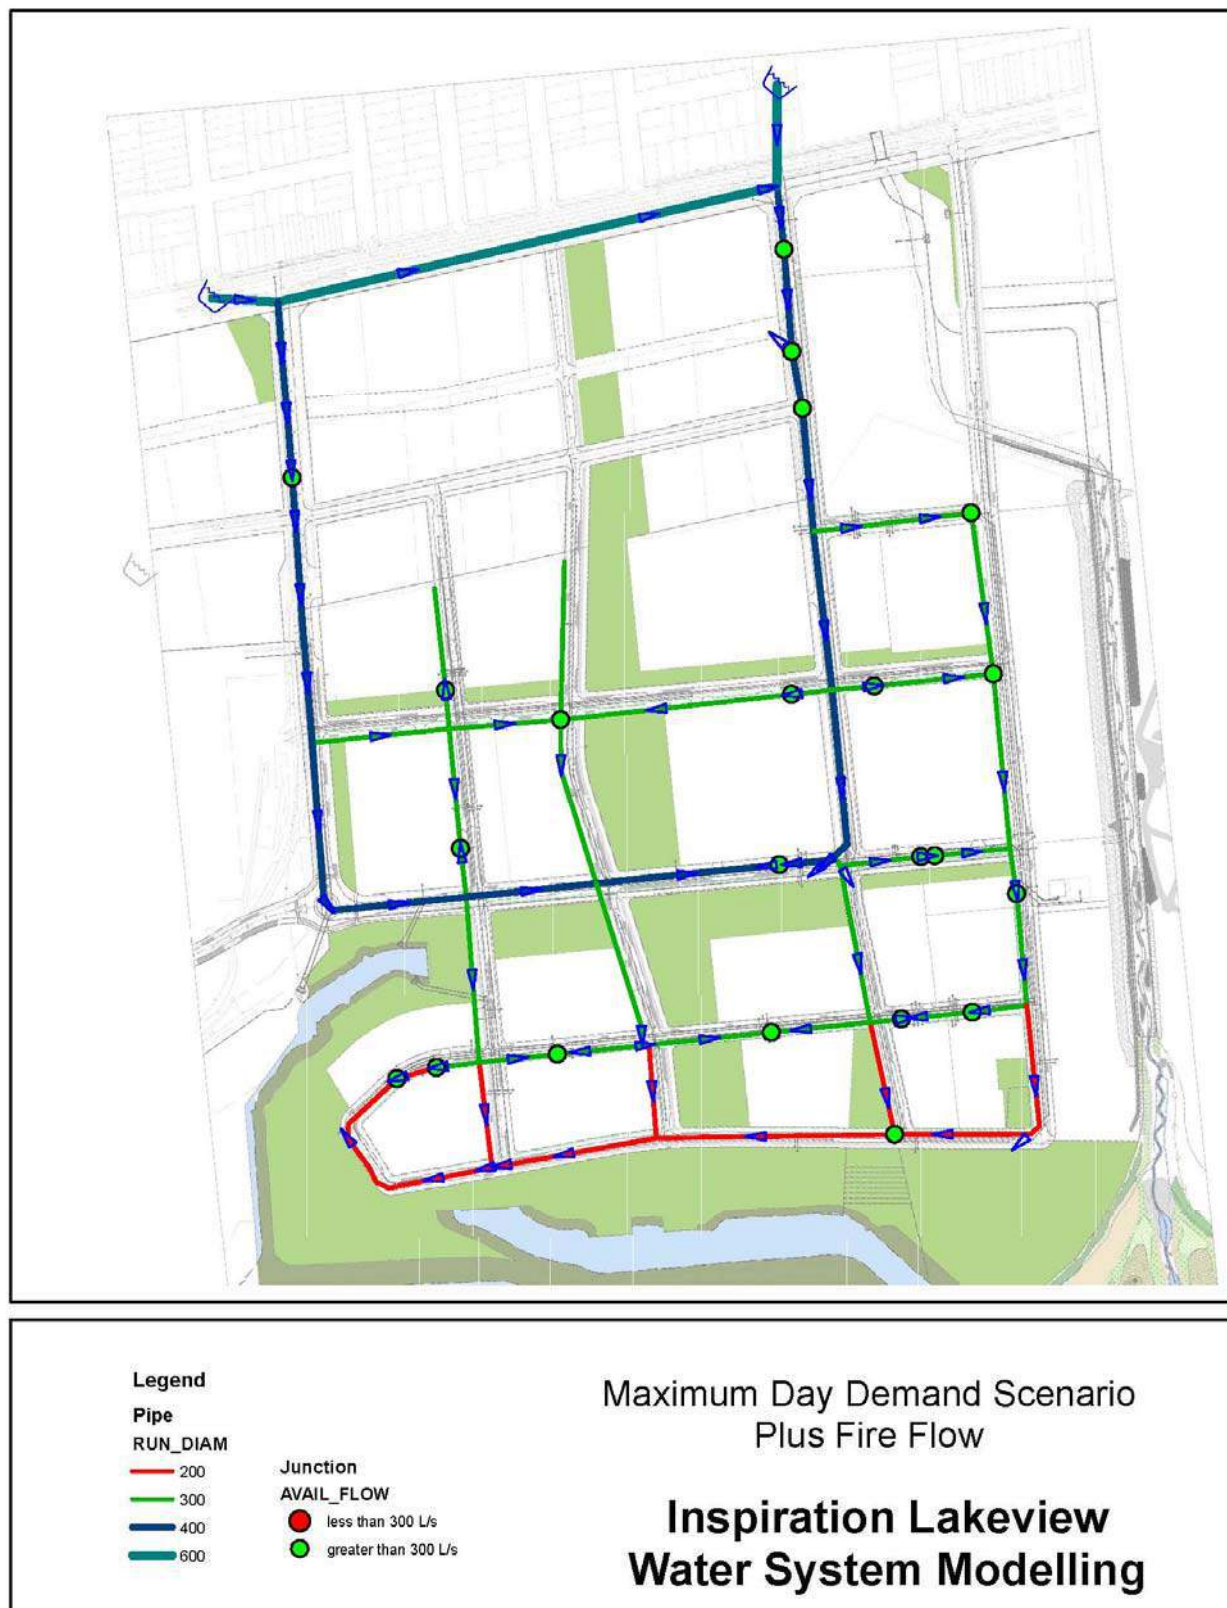 Legend
Pipe
RUN_DIAM
200
300
400
600
Junction
AVAIL_FLOW
less than 300 L/s
greater than 300 L/s
Maximum Day Demand Scenario
Plus Fire Flow
Inspiration Lakeview
Water System Modelling